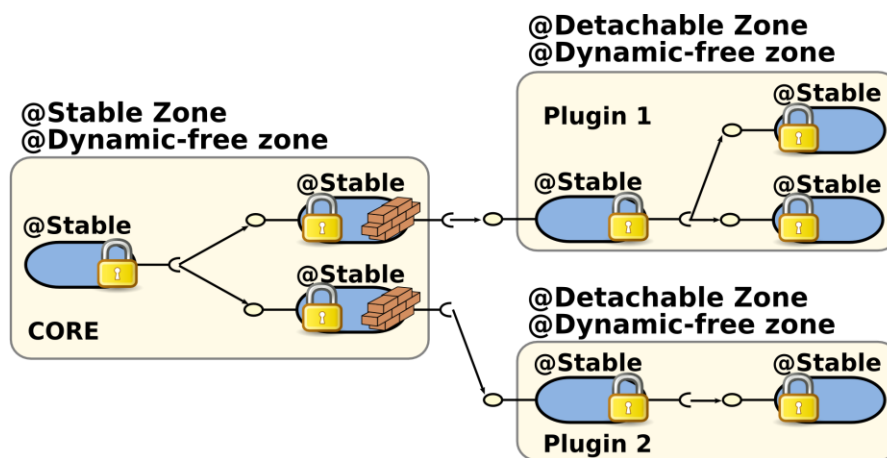 @Detachable Zone
@Dynamic-free zone
@Stable
Plugin 1
@Stable Zone
@Dynamic-free zone
@Stable
@Stable
@Stable
@Stable
@Stable
CORE
@Detachable Zone
@Dynamic-free zone
@Stable
@Stable
Plugin 2